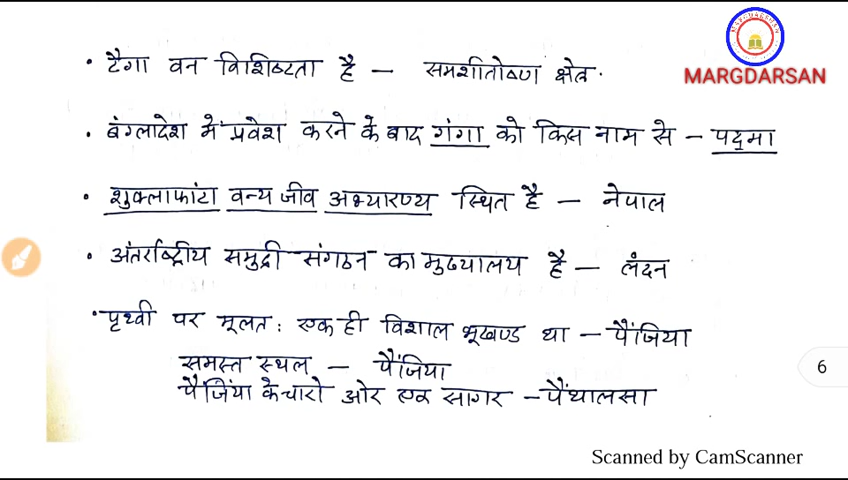 MARGDARSAN
MARGDARSAN
• टैगा वन विशिष्टता है – समशीतोष्ण क्षेत्र.
• बंग्लादेश में प्रवेश करने के बाद गंगा को किस नाम से – पद्मा
• शुक्लाफांटा वन्य जीव अभ्यारण्य स्थित है – नेपाल
• अंतर्राष्ट्रीय समुद्री संगठन का मुख्यालय है – लंदन
• पृथ्वी पर मूलत: एक ही विशाल भूखण्ड था – पैंजिया
समस्त स्थल – पैंजिया
पैंजिया के चारो ओर एक सागर – पैंथालसा
6
Scanned by CamScanner